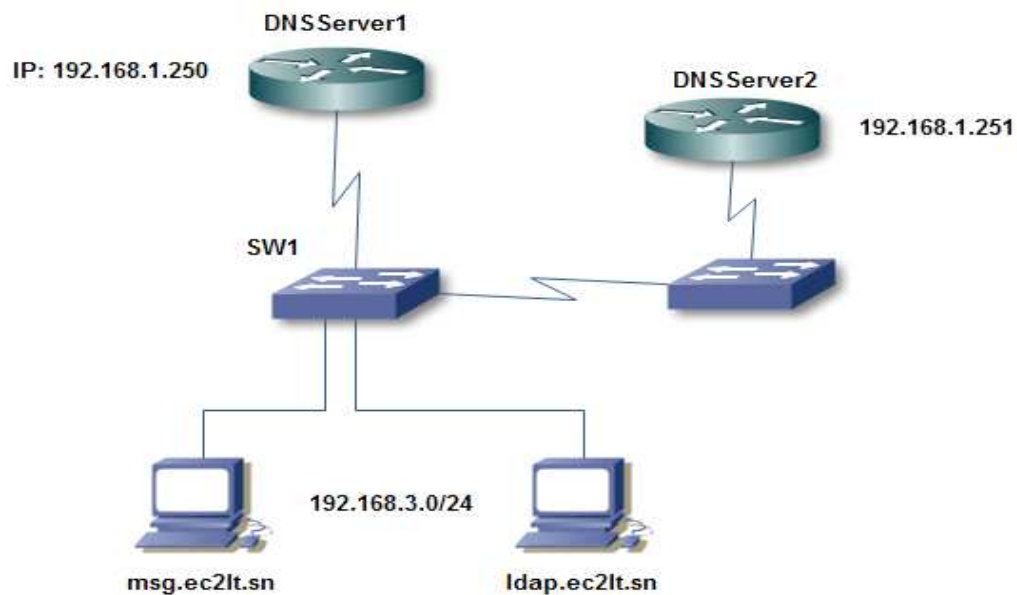 DNSServer1
IP: 192.168.1.250
DNSServer2
192.168.1.251
SW1
192.168.3.0/24
msg.ec2lt.sn
ldap.ec2lt.sn